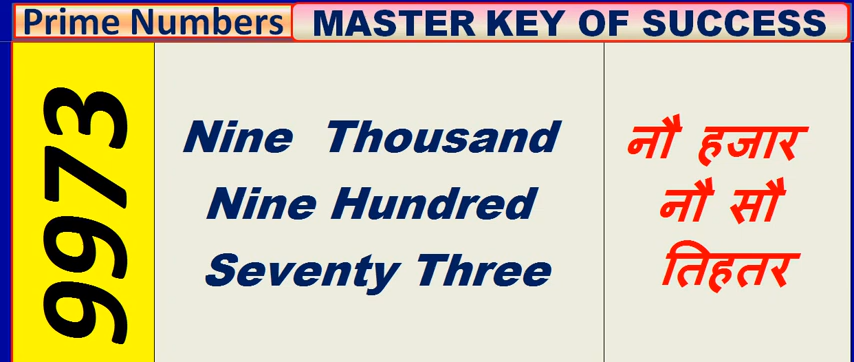 Prime Numbers MASTER KEY OF SUCCESS
9973
Nine Thousand
Nine Hundred
Seventy Three
नौ हजार
नौ सौ
तिहतर